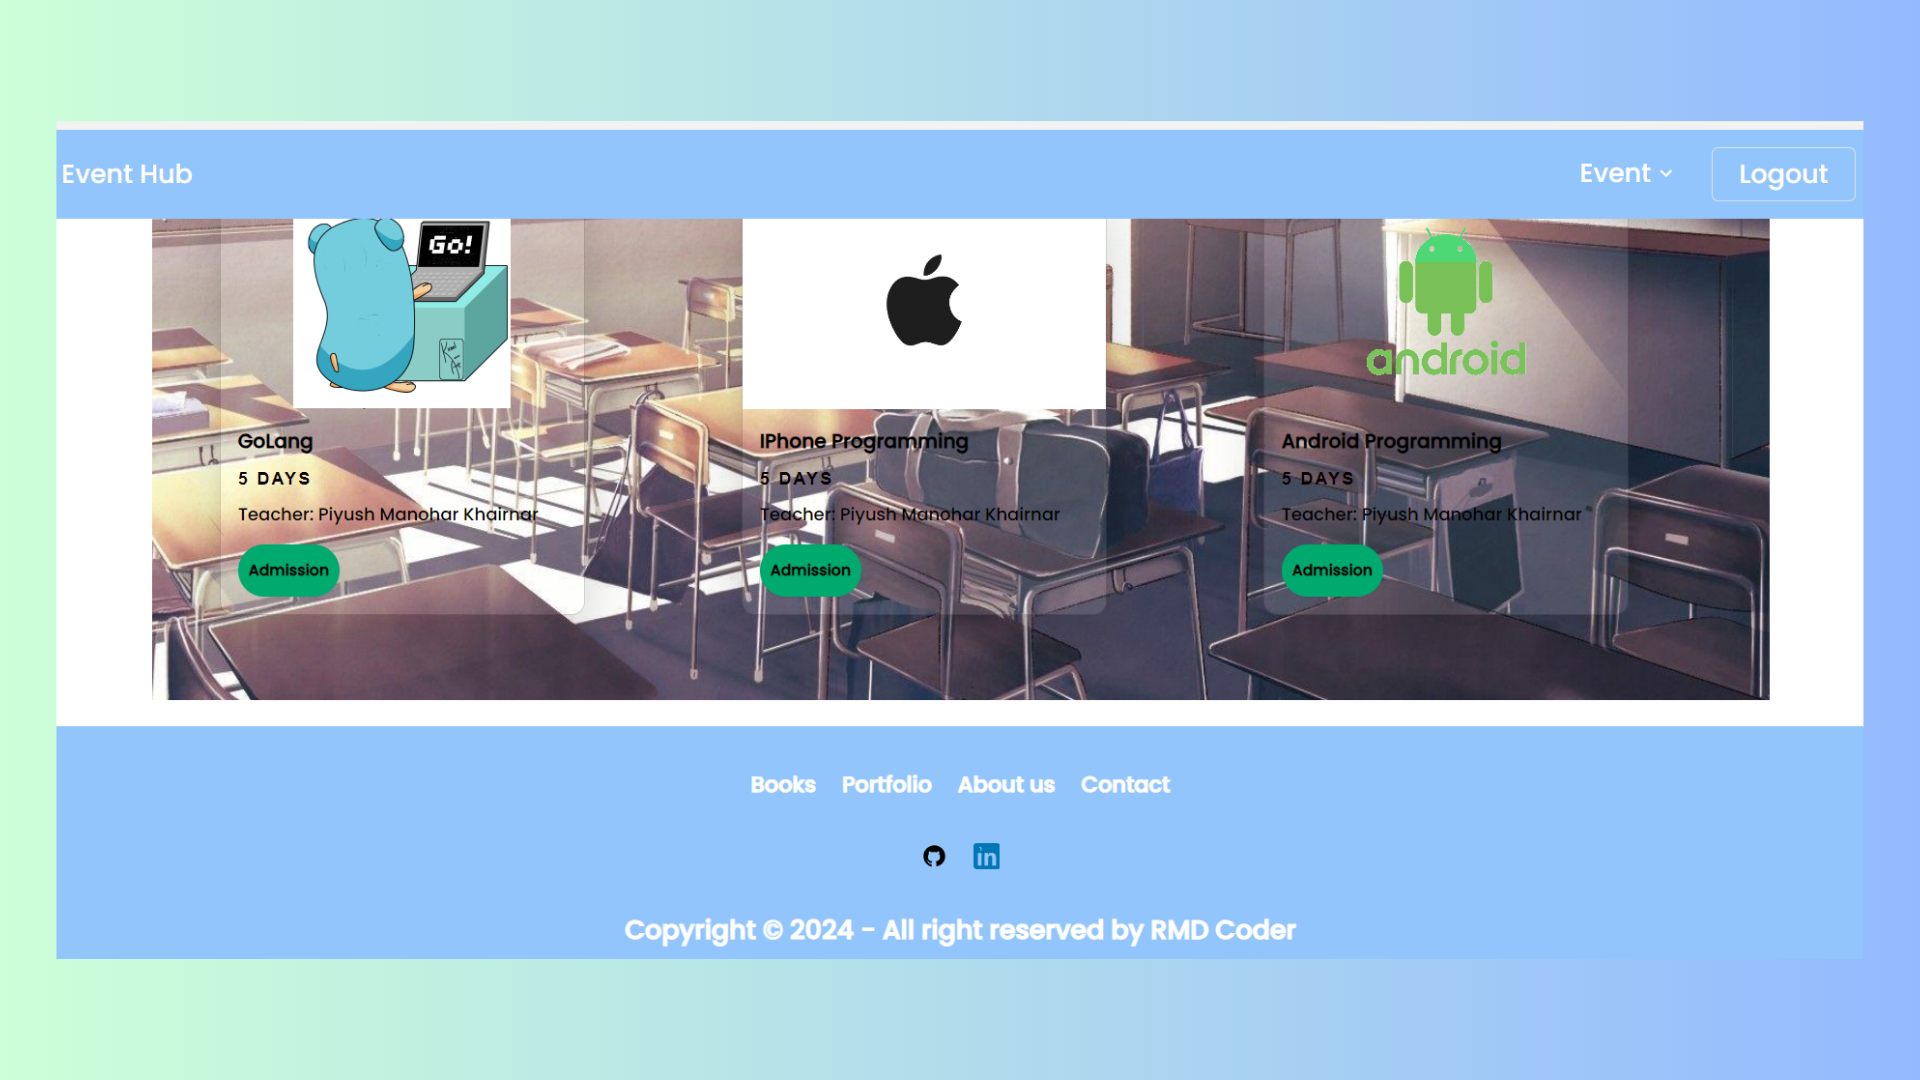 Event Hub
Event
Logout
Go!
android
GoLang
5 DAYS
Teacher: Piyush Manohar Khairnar
Admission
IPhone Programming
5 DAYS
Teacher: Piyush Manohar Khairnar
Admission
Android Programming
5 DAYS
Teacher: Piyush Manohar Khairnar
Admission
Books Portfolio About us Contact
in
Copyright © 2024 - All right reserved by RMD Coder